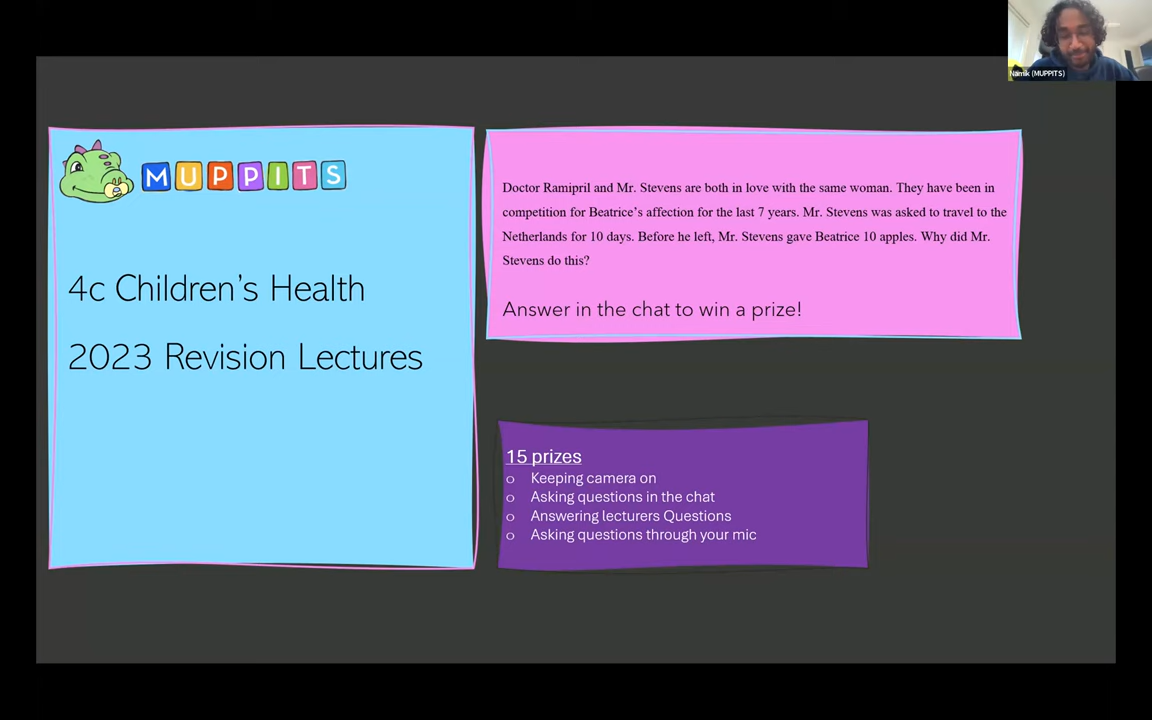 Namik (MUPPITS)
MUPPITS
4c Children's Health
2023 Revision Lectures
Doctor Ramipril and Mr. Stevens are both in love with the same woman. They have been in
competition for Beatrice's affection for the last 7 years. Mr. Stevens was asked to travel to the
Netherlands for 10 days. Before he left, Mr. Stevens gave Beatrice 10 apples. Why did Mr.
Stevens do this?
Answer in the chat to win a prize!
15 prizes
o Keeping camera on
o Asking questions in the chat
o Answering lecturers Questions
o Asking questions through your mic